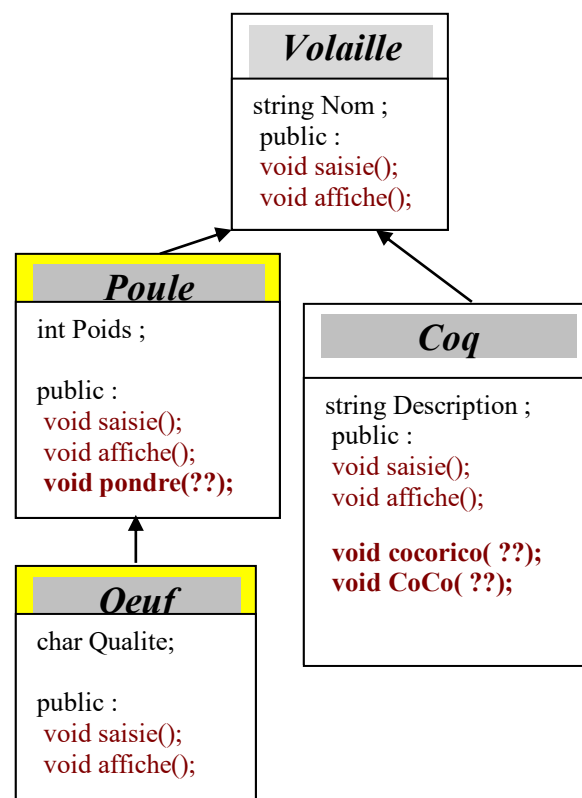 Volaille
string Nom ;
public :
void saisie();
void affiche();
Poule
int Poids ;
public :
void saisie();
void affiche();
void pondre(??);
Coq
string Description ;
public :
void saisie();
void affiche();
void cocorico( ??);
void CoCo( ??);
Oeuf
char Qualite;
public :
void saisie();
void affiche();